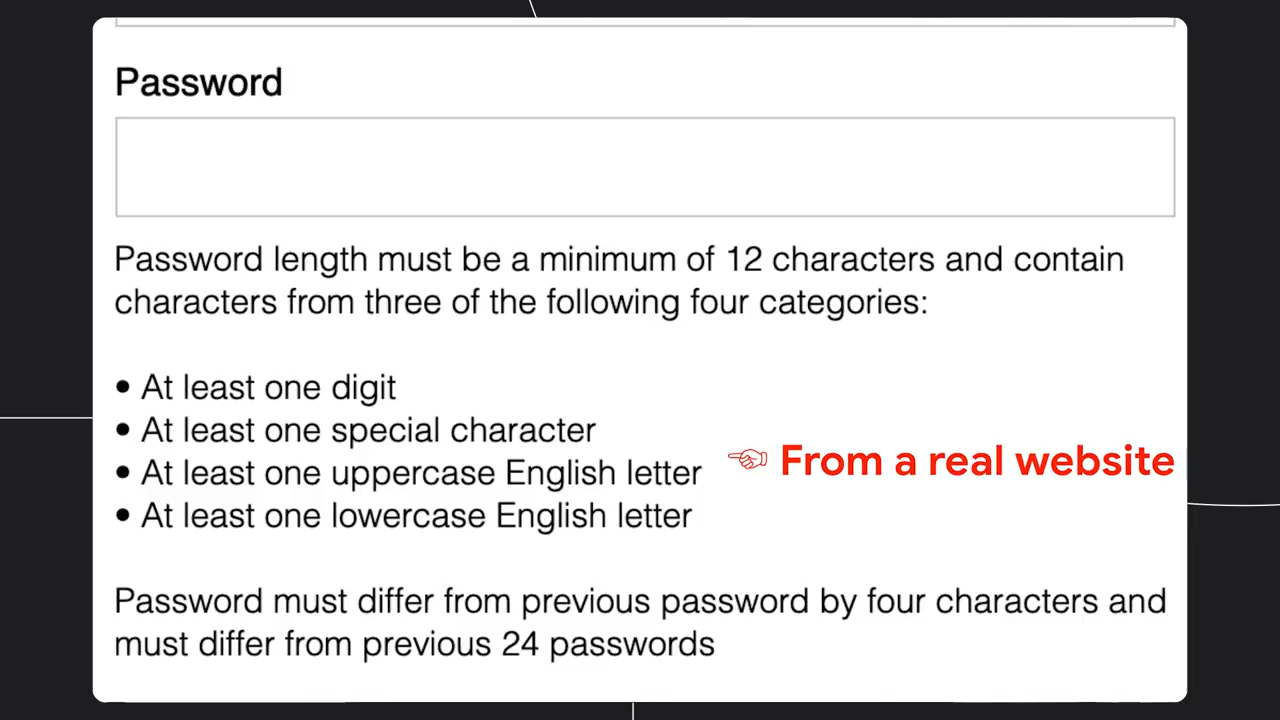 Password
Password length must be a minimum of 12 characters and contain
characters from three of the following four categories:
• At least one digit
• At least one special character
• At least one uppercase English letter
☜ From a real website
• At least one lowercase English letter
Password must differ from previous password by four characters and
must differ from previous 24 passwords